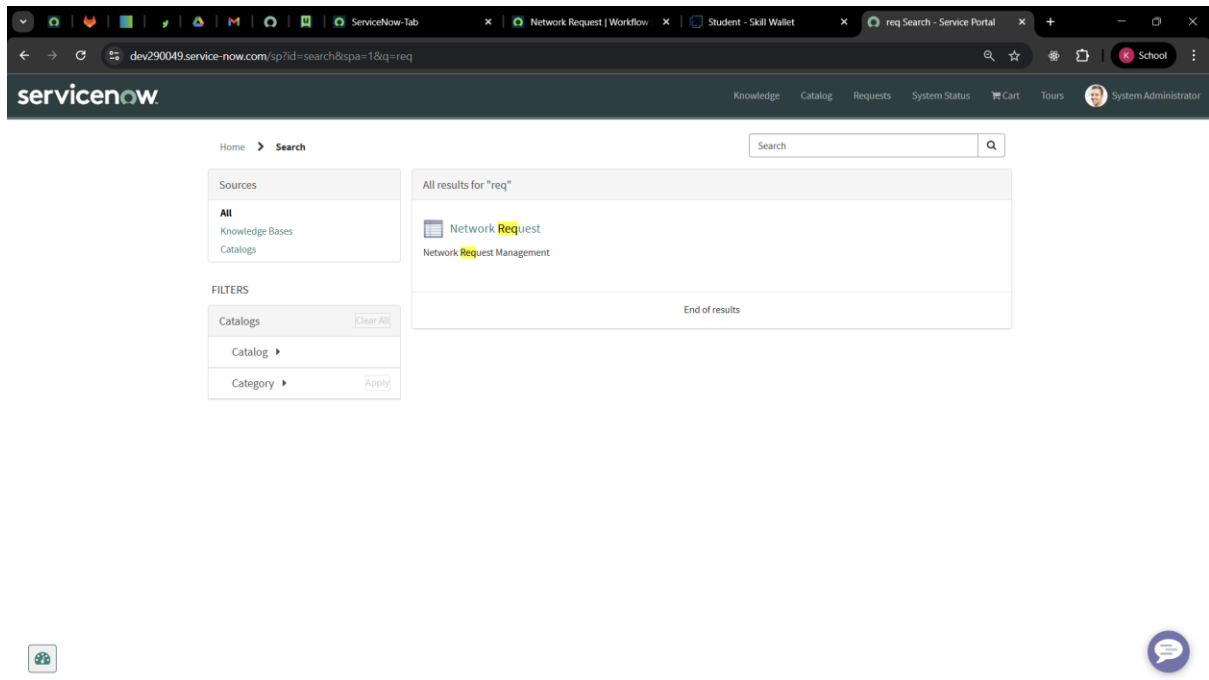 ServiceNow-Tab
Network Request | Workflow
Student - Skill Wallet
req Search - Service Portal
dev290049.service-now.com/sp?id=search&spa=1&q=req
K School
servicenow
Knowledge Catalog Requests System Status Cart Tours System Administrator
Home Search
Search
Sources
All
Knowledge Bases
Catalogs
FILTERS
Catalogs Clear All
Catalog
Category Apply
All results for "req"
Network Request
Network Request Management
End of results